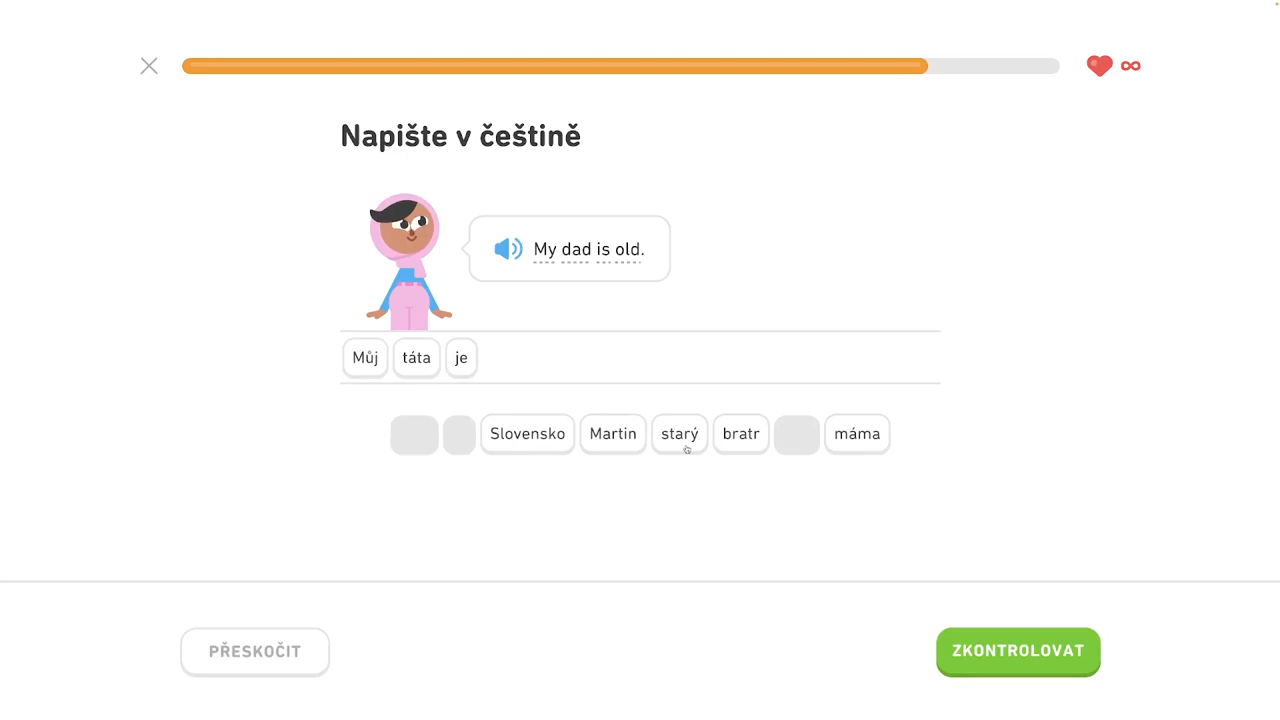 ∞
Napište v češtině
My dad is old.
Můj táta je
Slovensko Martin starý bratr máma
PŘESKOČIT ZKONTROLOVAT